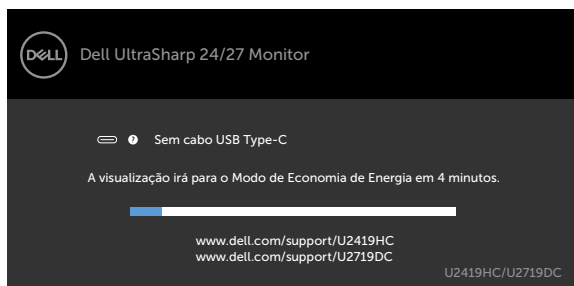 DELL
Dell UltraSharp 24/27 Monitor
? Sem cabo USB Type-C
A visualização irá para o Modo de Economia de Energia em 4 minutos.
www.dell.com/support/U2419HC
www.dell.com/support/U2719DC
U2419HC/U2719DC